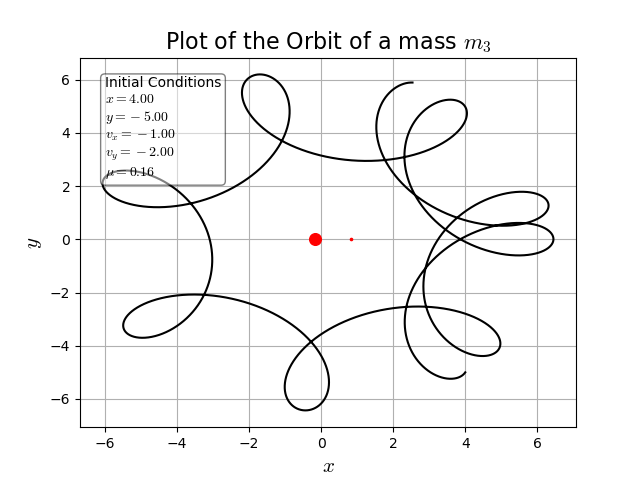 Plot of the Orbit of a mass m₃
Initial Conditions
x = 4.00
y = − 5.00
vₓ = − 1.00
v_y = − 2.00
μ = 0.16
6
4
2
0
−2
−4
−6
y
−6 −4 −2 0 2 4 6
x